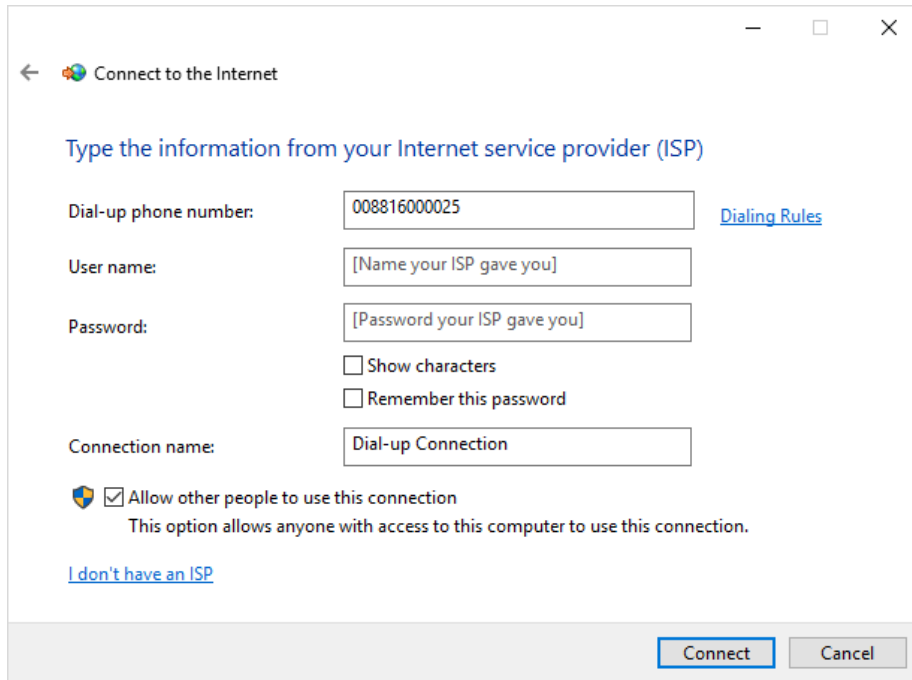 Connect to the Internet
Type the information from your Internet service provider (ISP)
Dial-up phone number: 008816000025 Dialing Rules
User name: [Name your ISP gave you]
Password: [Password your ISP gave you]
Show characters
Remember this password
Connection name: Dial-up Connection
Allow other people to use this connection
This option allows anyone with access to this computer to use this connection.
I don't have an ISP
Connect Cancel